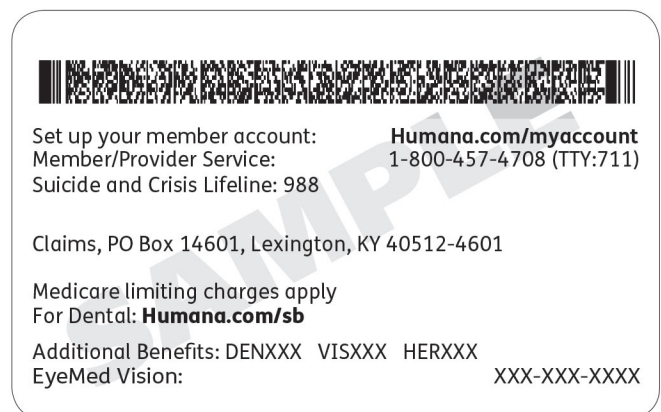 Set up your member account: Humana.com/nyaccount
Member/Provider Service: 1-800-457-4708 (TTY:711)
Suicide and Crisis Lifeline: 988
Claims, PO Box 14601, Lexington, KY 40512-4601
Medicare limiting charges apply
For Dental: Humana.com/sb
Additional Benefits: DENXXX VISXXX HERXXX
EyeMed Vision: XXX-XXX-XXXX
SAMPLE